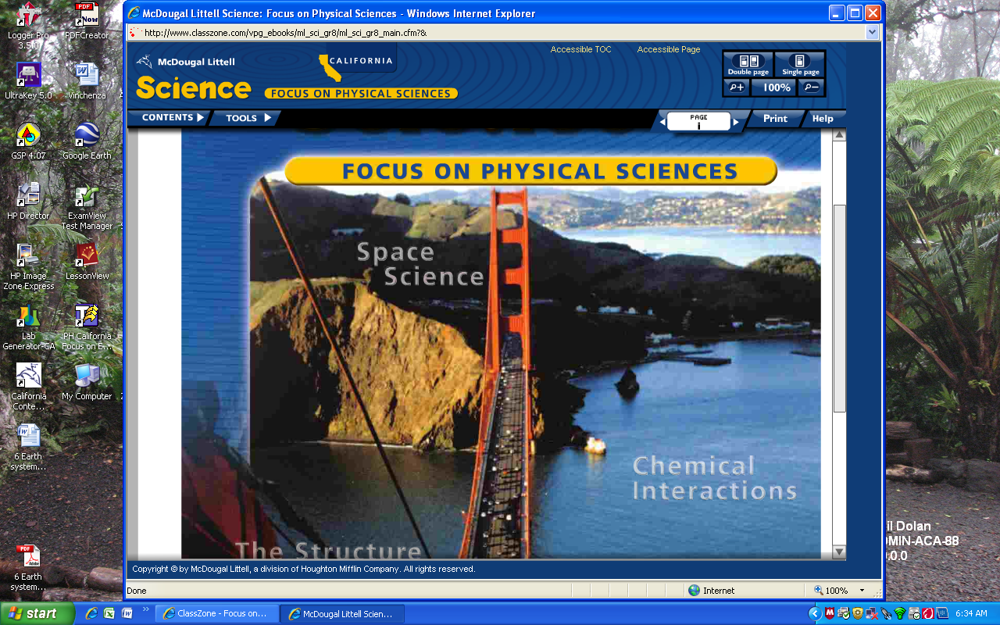 McDougal Littell Science: Focus on Physical Sciences - Windows Internet Explorer
http://www.classzone.com/vpg_ebooks/ml_sci_gr8/ml_sci_gr8_main.cfm?&
McDougal Littell
CALIFORNIA
Science
FOCUS ON PHYSICAL SCIENCES
Accessible TOC
Accessible Page
Double page
Single page
100%
CONTENTS
TOOLS
PAGE
i
Print
Help
FOCUS ON PHYSICAL SCIENCES
Space
Science
Chemical
Interactions
The Structure
Copyright © by McDougal Littell, a division of Houghton Mifflin Company. All rights reserved.
Done
Internet
100%
Logger Pro
3.5.0
PDFCreator
UltraKey 5.0
Vinchenza
GSP 4.07
Google Earth
HP Director
ExamView
Test Manager
HP Image
Zone Express
LessonView
Lab
Generator-CA
PH California
Focus on E...
California
Conte...
My Computer
6 Earth
system...
6 Earth
system...
il Dolan
DMIN-ACA-88
.0.0
start
ClassZone - Focus on...
McDougal Littell Scien...
6:34 AM